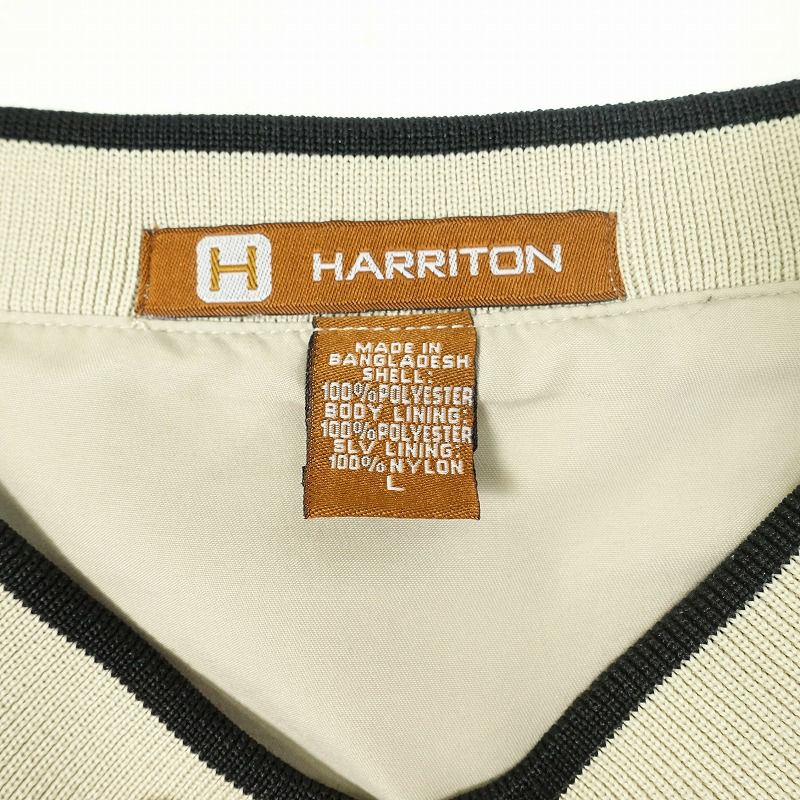 H HARRITON
MADE IN
BANGLADESH
SHELL:
100%POLYESTER
BODY LINING:
100%POLYESTER
SLV LINING:
100%NYLON
L